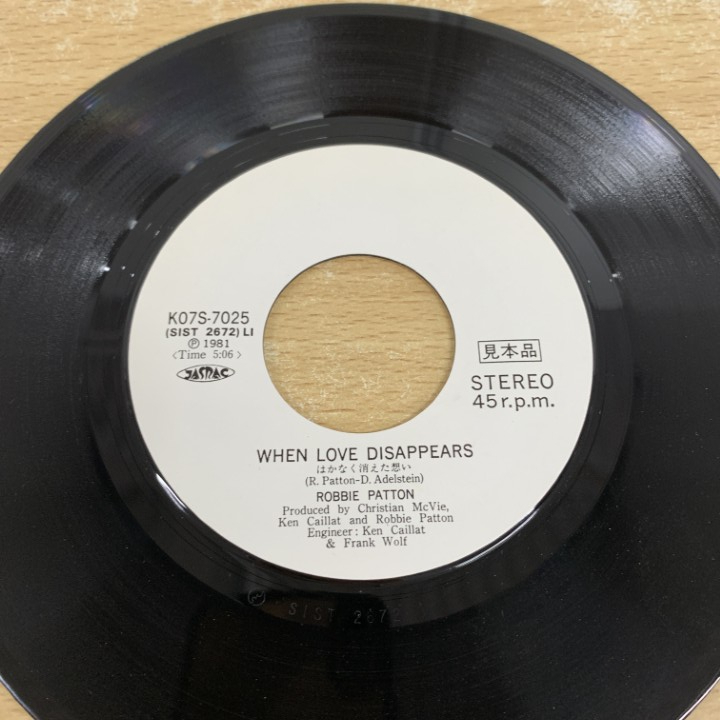 K07S-7025
(SIST 2672) LI
Ⓟ 1981
<Time 5:06>
JASRAC
見本品
STEREO
45 r.p.m.
WHEN LOVE DISAPPEARS
はかなく消えた想い
(R. Patton-D. Adelstein)
ROBBIE PATTON
Produced by Christian McVie,
Ken Caillat and Robbie Patton
Engineer: Ken Caillat
& Frank Wolf
SIST 2672